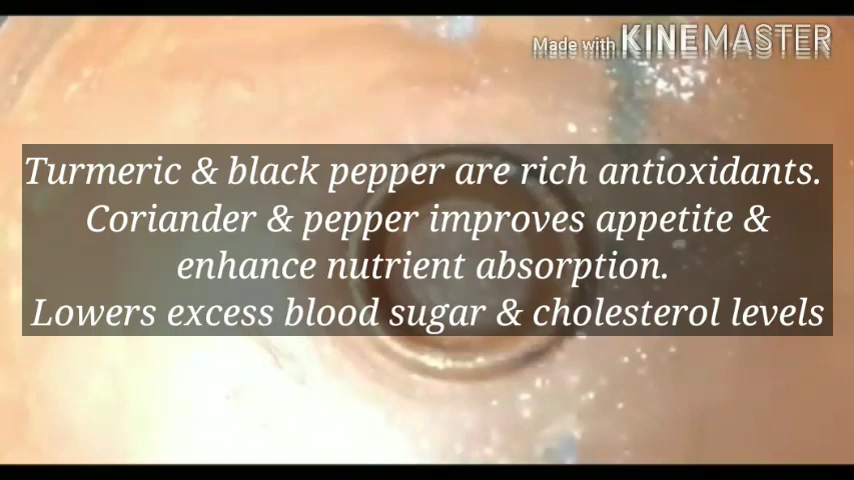 Made with KINEMASTER
Turmeric & black pepper are rich antioxidants.
Coriander & pepper improves appetite &
enhance nutrient absorption.
Lowers excess blood sugar & cholesterol levels